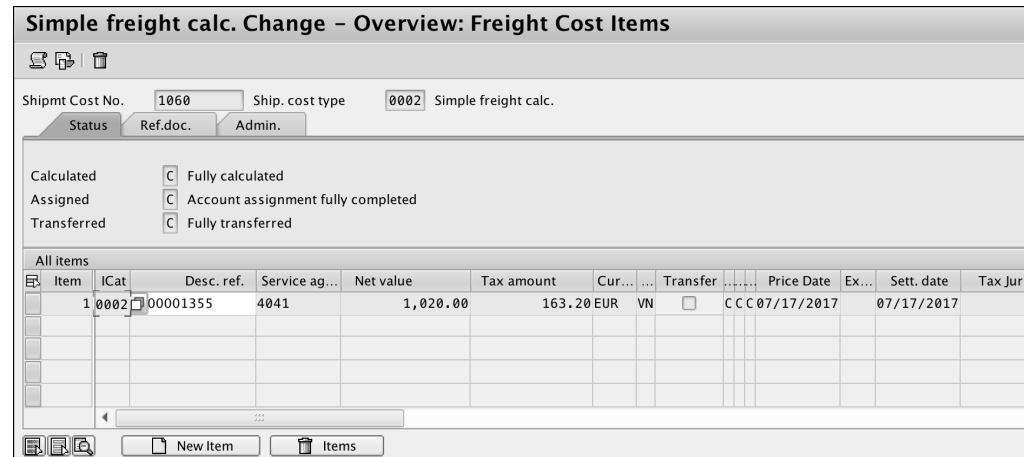 Simple freight calc. Change – Overview: Freight Cost Items
Shipmt Cost No. 1060 Ship. cost type 0002 Simple freight calc.
Status Ref.doc. Admin.
Calculated C Fully calculated
Assigned C Account assignment fully completed
Transferred C Fully transferred
All items
Item ICat Desc. ref. Service ag... Net value Tax amount Cur... ... Transfer ... ... ... Price Date Ex... Sett. date Tax Jur
1 0002 00001355 4041 1,020.00 163.20 EUR VN C C C 07/17/2017 07/17/2017
New Item Items